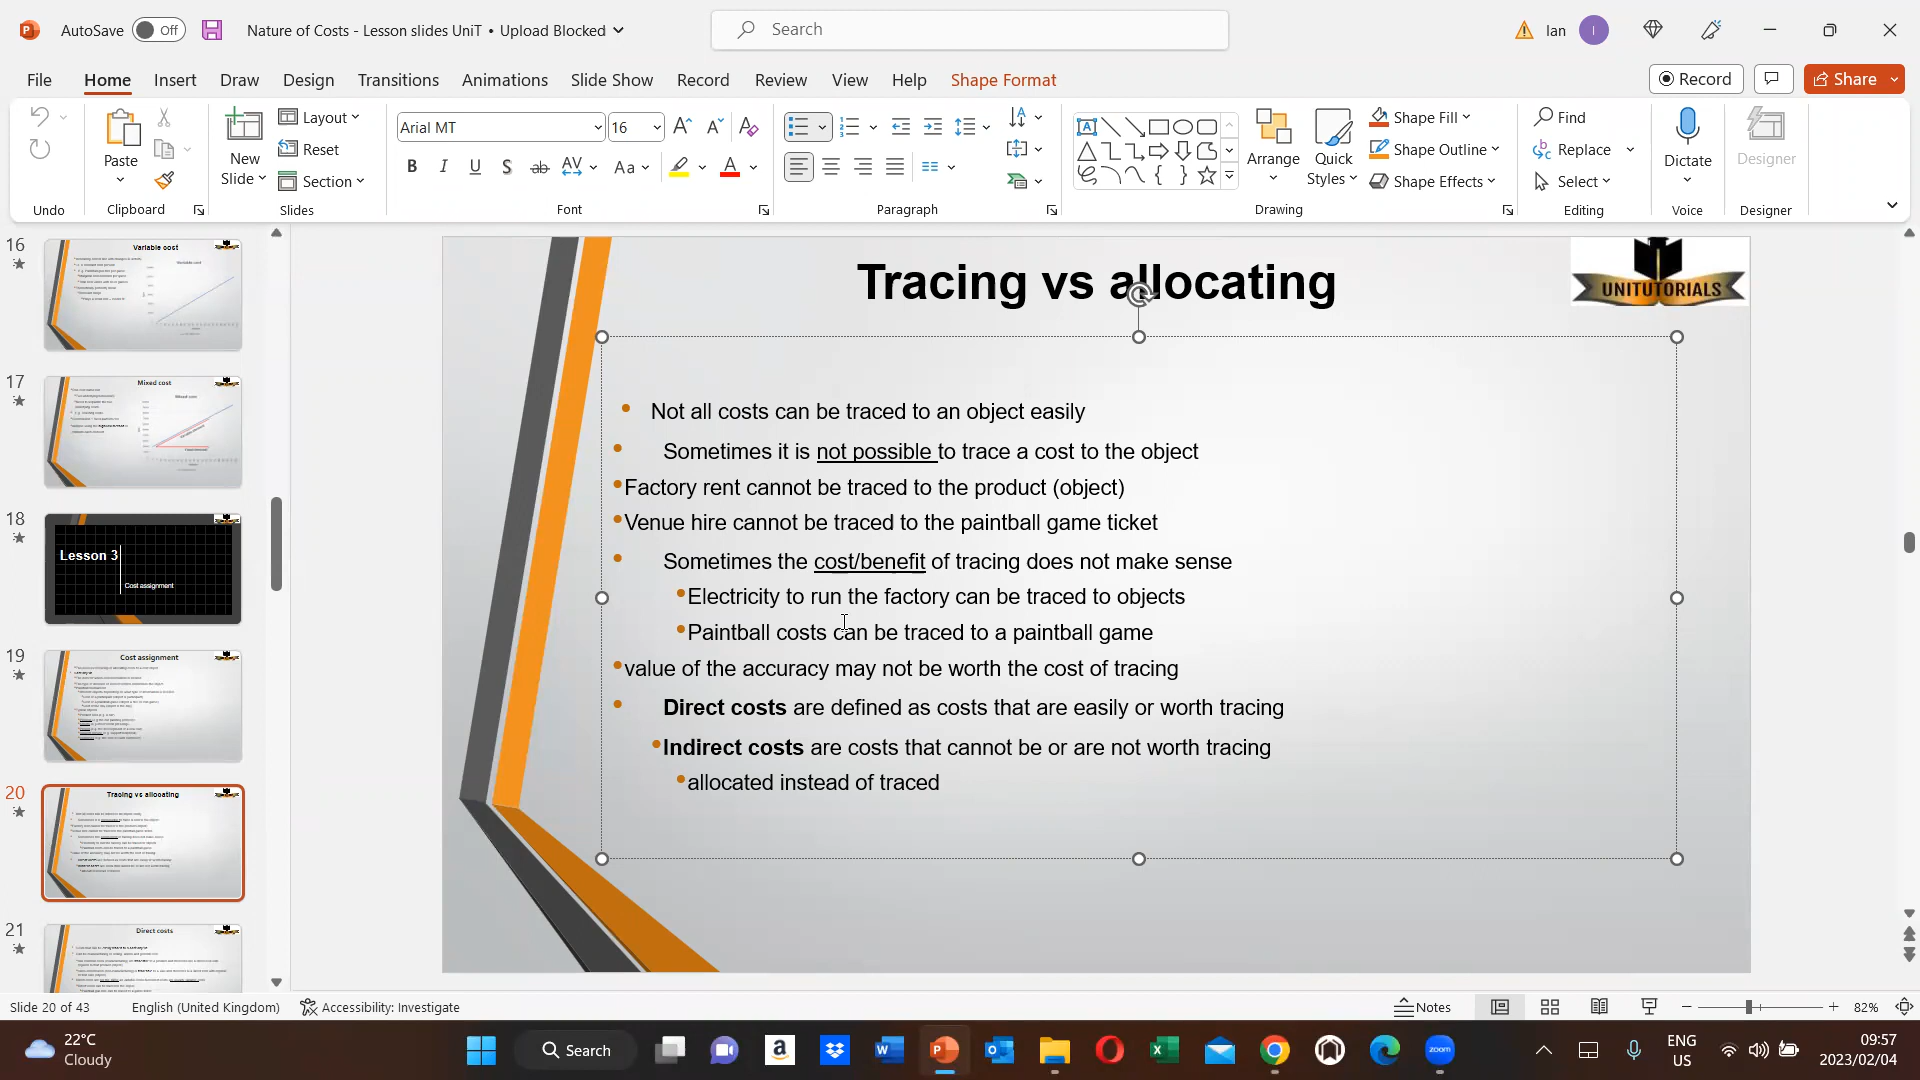 AutoSave Off Nature of Costs - Lesson slides UniT • Upload Blocked Search Ian I
File Home Insert Draw Design Transitions Animations Slide Show Record Review View Help Shape Format Record Share
Paste New Slide Layout Reset Section Arial MT 16 Arrange Quick Styles Shape Fill Shape Outline Shape Effects Find Replace Select Dictate Designer
Undo Clipboard Slides Font Paragraph Drawing Editing Voice Designer
16
Variable cost
17
Mixed cost
18
Lesson 3
Cost assignment
19
Cost assignment
20
Tracing vs allocating
21
Direct costs
Tracing vs allocating
UNITUTORIALS
• Not all costs can be traced to an object easily
• Sometimes it is not possible to trace a cost to the object
•Factory rent cannot be traced to the product (object)
•Venue hire cannot be traced to the paintball game ticket
• Sometimes the cost/benefit of tracing does not make sense
•Electricity to run the factory can be traced to objects
•Paintball costs can be traced to a paintball game
•value of the accuracy may not be worth the cost of tracing
• Direct costs are defined as costs that are easily or worth tracing
•Indirect costs are costs that cannot be or are not worth tracing
•allocated instead of traced
Slide 20 of 43 English (United Kingdom) Accessibility: Investigate Notes 82%
22°C
Cloudy
Search
zoom
ENG
US
09:57
2023/02/04